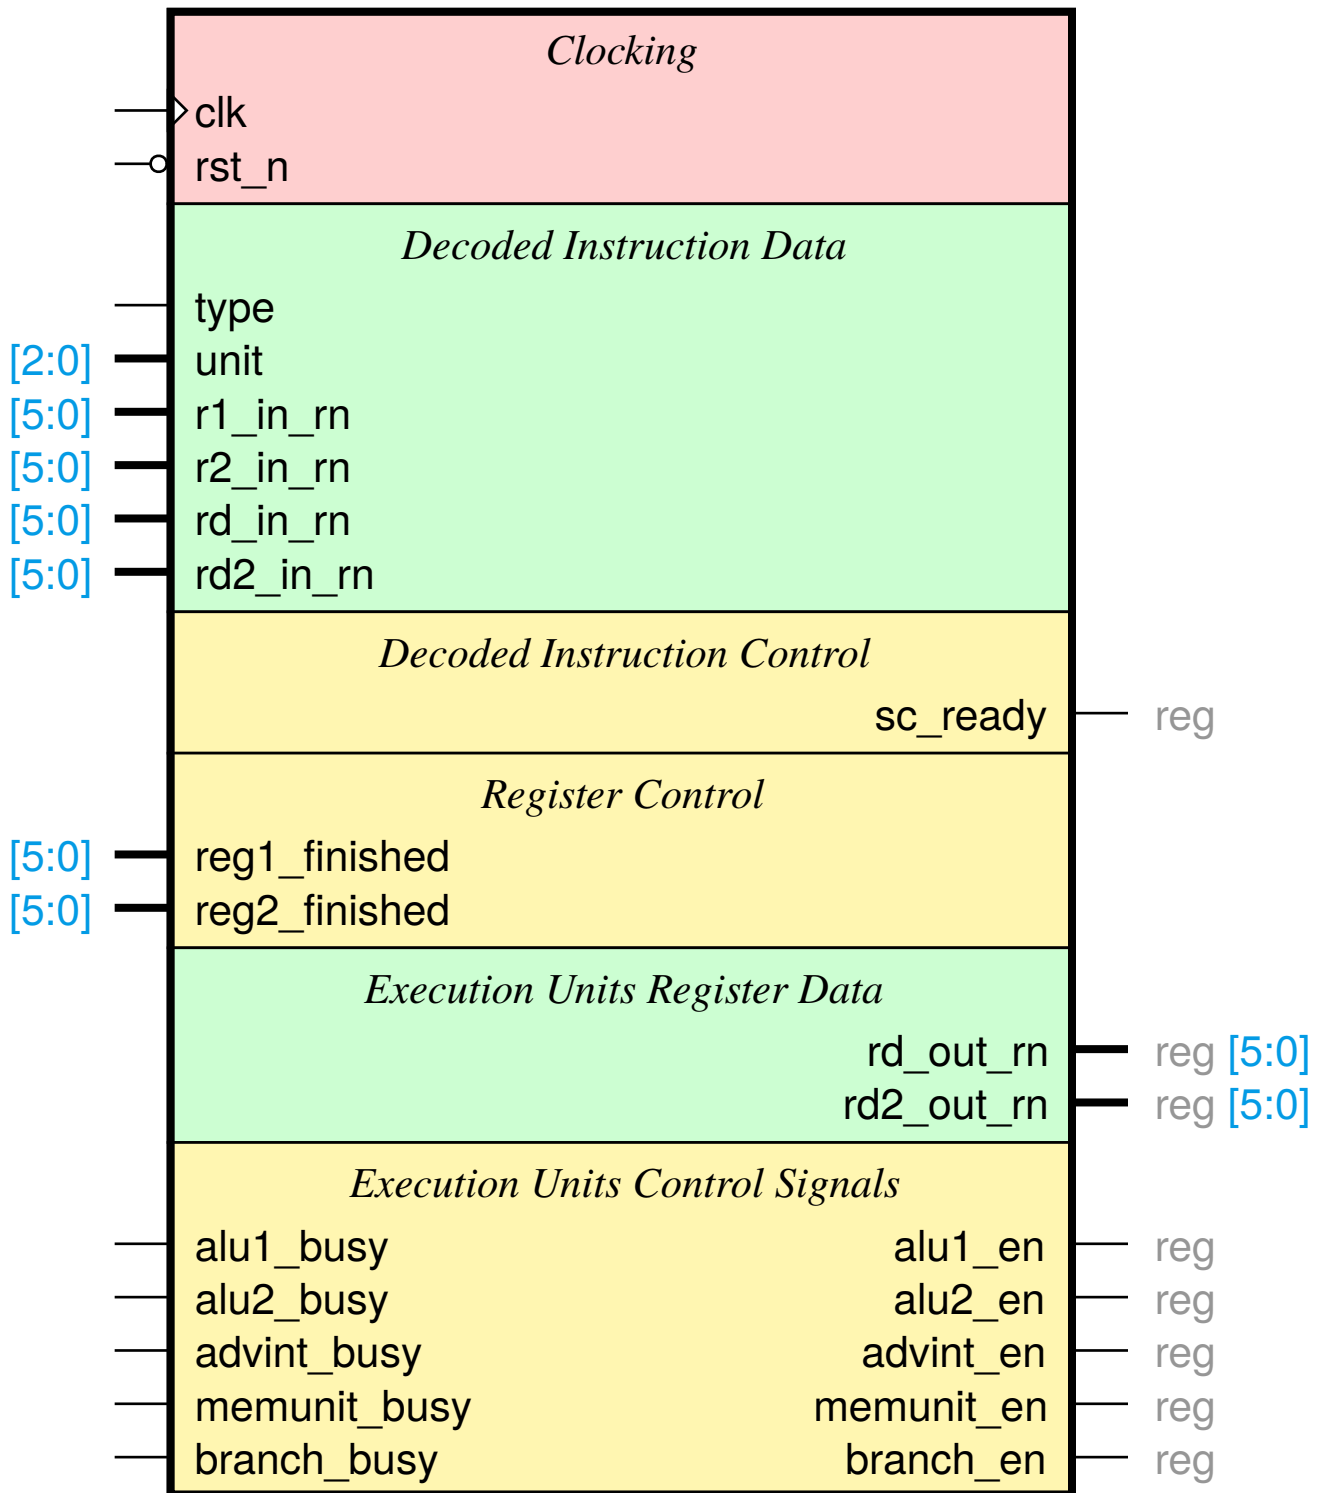 Clocking
clk
rst_n
Decoded Instruction Data
type
[2:0] unit
[5:0] r1_in_rn
[5:0] r2_in_rn
[5:0] rd_in_rn
[5:0] rd2_in_rn
Decoded Instruction Control
sc_ready reg
Register Control
[5:0] reg1_finished
[5:0] reg2_finished
Execution Units Register Data
rd_out_rn reg [5:0]
rd2_out_rn reg [5:0]
Execution Units Control Signals
alu1_busy alu1_en reg
alu2_busy alu2_en reg
advint_busy advint_en reg
memunit_busy memunit_en reg
branch_busy branch_en reg